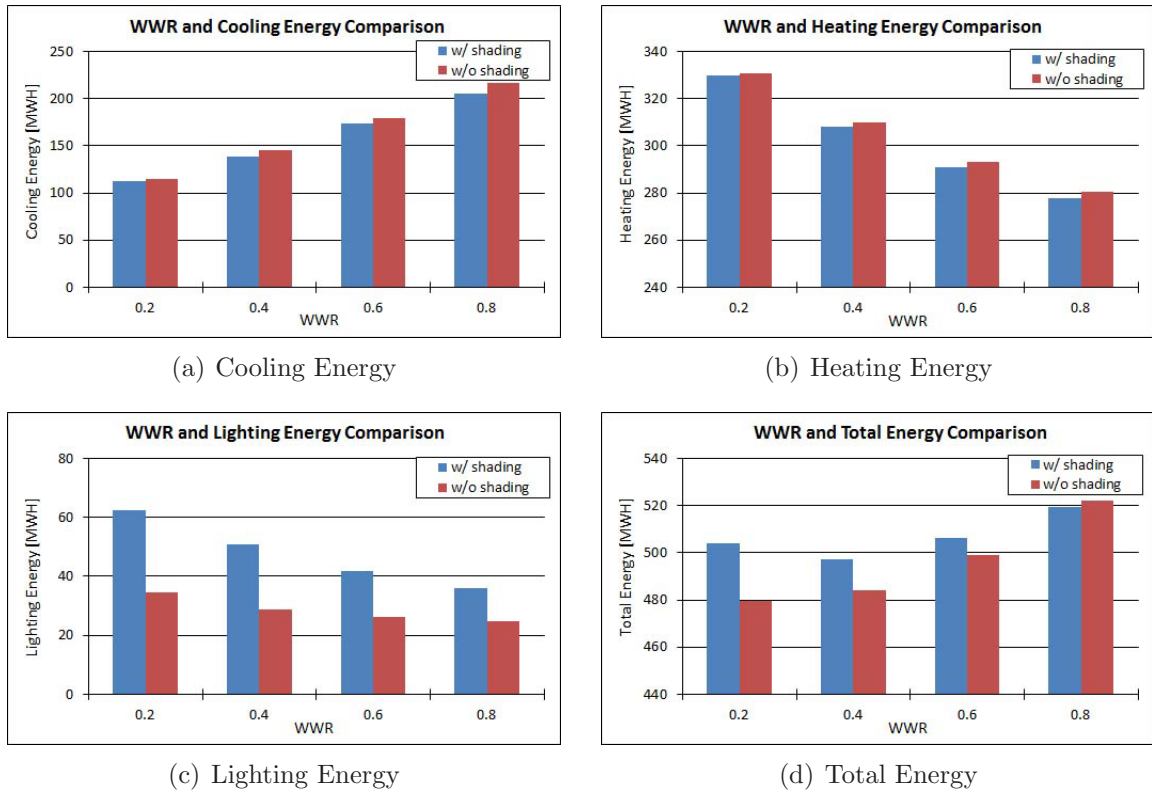 WWR and Cooling Energy Comparison
w/ shading
w/o shading
Cooling Energy [MWH]
250
200
150
100
50
0
0.2 0.4 0.6 0.8
WWR
(a) Cooling Energy
WWR and Heating Energy Comparison
w/ shading
w/o shading
Heating Energy [MWH]
340
320
300
280
260
240
0.2 0.4 0.6 0.8
WWR
(b) Heating Energy
WWR and Lighting Energy Comparison
w/ shading
w/o shading
Lighting Energy [MWH]
80
60
40
20
0
0.2 0.4 0.6 0.8
WWR
(c) Lighting Energy
WWR and Total Energy Comparison
w/ shading
w/o shading
Total Energy [MWH]
540
520
500
480
460
440
0.2 0.4 0.6 0.8
WWR
(d) Total Energy